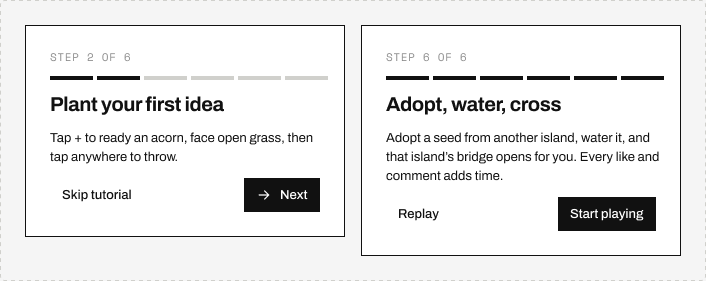 STEP 2 OF 6
Plant your first idea
Tap + to ready an acorn, face open grass, then
tap anywhere to throw.
Skip tutorial
→ Next
STEP 6 OF 6
Adopt, water, cross
Adopt a seed from another island, water it, and
that island's bridge opens for you. Every like and
comment adds time.
Replay
Start playing